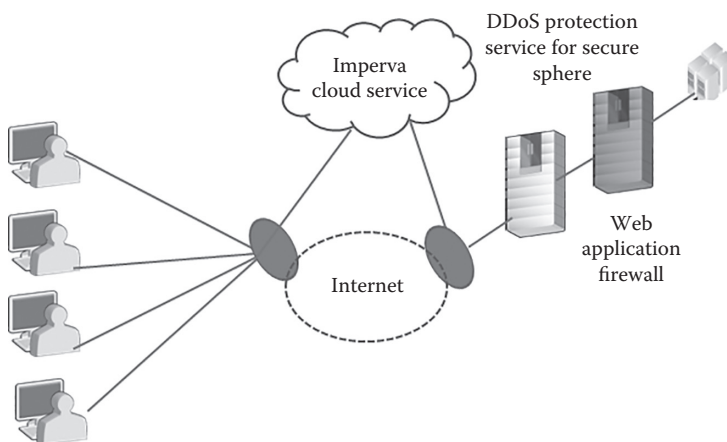 DDoS protection
service for secure
sphere
Imperva
cloud service
Internet
Web
application
firewall